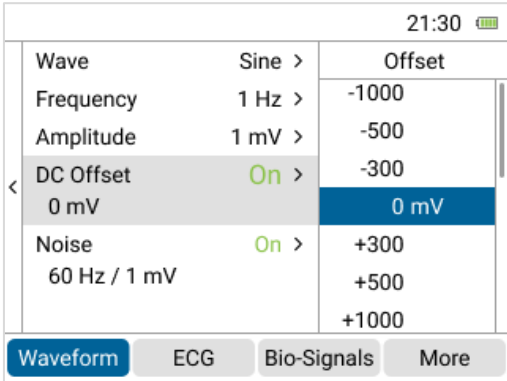 21:30
Wave Sine >
Frequency 1 Hz >
Amplitude 1 mV >
DC Offset On >
0 mV
Noise On >
60 Hz / 1 mV
<
Offset
-1000
-500
-300
0 mV
+300
+500
+1000
Waveform ECG Bio-Signals More